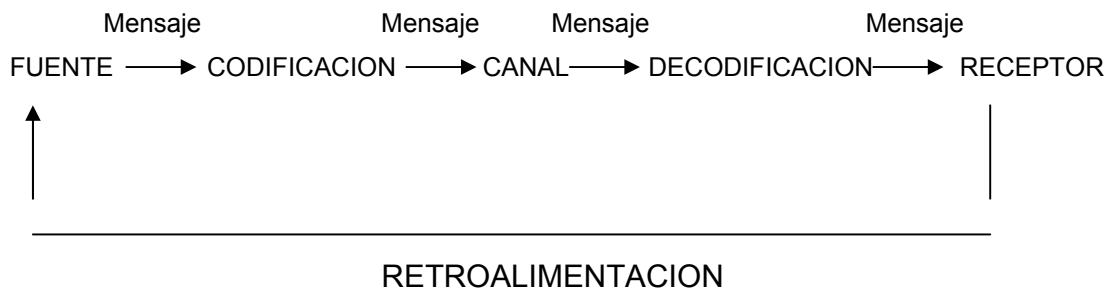 Mensaje Mensaje Mensaje Mensaje
FUENTE CODIFICACION CANAL DECODIFICACION RECEPTOR
RETROALIMENTACION